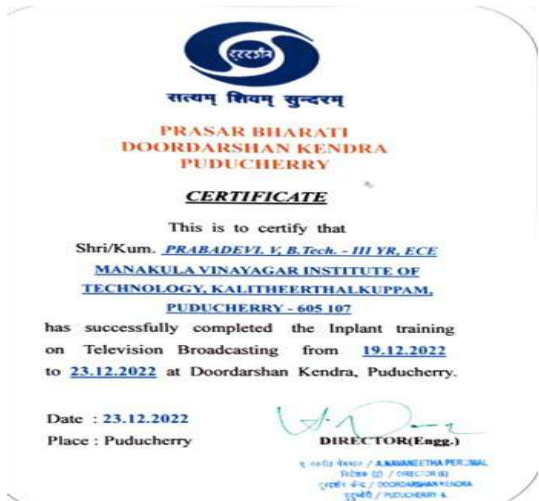 दूरदर्शन
सत्यम् शिवम् सुन्दरम्
PRASAR BHARATI
DOORDARSHAN KENDRA
PUDUCHERRY
CERTIFICATE
This is to certify that
Shri/Kum. PRABADEVI. V, B.Tech. - III YR, ECE
MANAKULA VINAYAGAR INSTITUTE OF
TECHNOLOGY, KALITHEERTHALKUPPAM,
PUDUCHERRY - 605 107
has successfully completed the Inplant training
on Television Broadcasting from 19.12.2022
to 23.12.2022 at Doordarshan Kendra, Puducherry.
Date : 23.12.2022
Place : Puducherry
DIRECTOR(Engg.)
/ A.NAVANEETHA PERUMAL
/ DIRECTOR (E)
/ DOORDARSHAN KENDRA
/ PUDUCHERRY